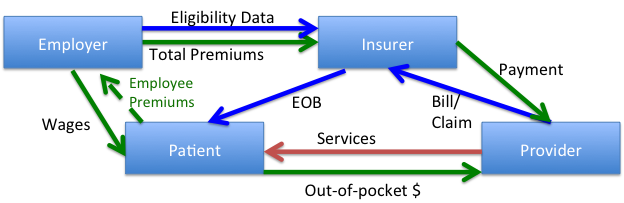 Eligibility Data
Employer
Insurer
Total Premiums
Employee
Premiums
Payment
EOB
Bill/
Claim
Wages
Services
Patient
Provider
Out-of-pocket $